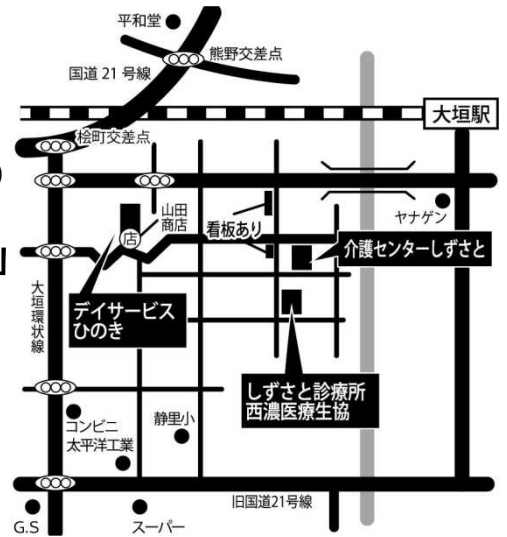 平和堂
熊野交差点
国道21号線
大垣駅
桧町交差点
山田
商店
店
看板あり
ヤナゲン
介護センターしずさと
大垣環状線
デイサービス
ひのき
しずさと診療所
西濃医療生協
コンビニ
静里小
太平洋工業
旧国道21号線
G.S
スーパー